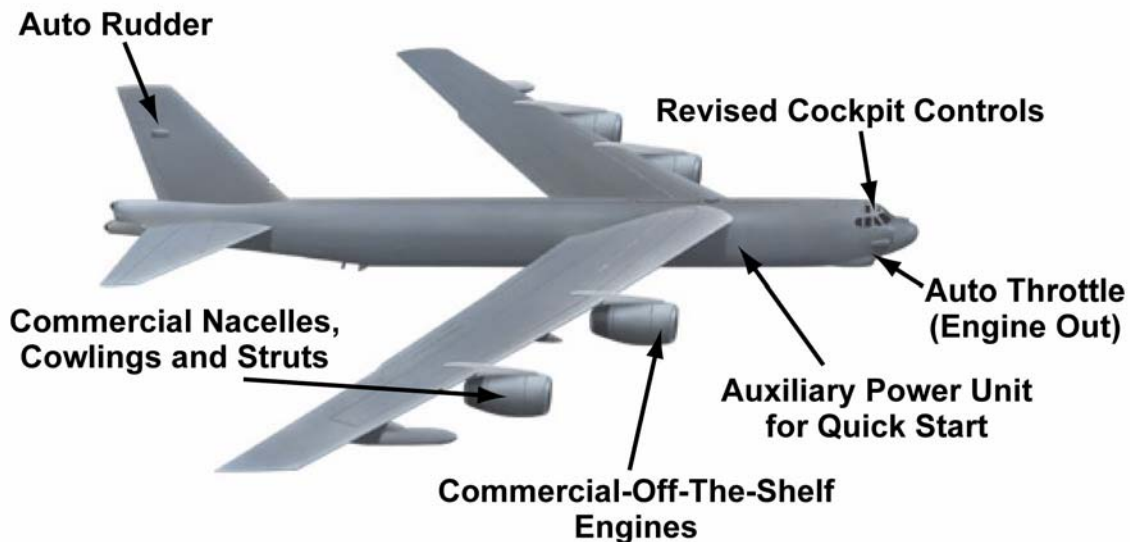 Auto Rudder
Revised Cockpit Controls
Auto Throttle
(Engine Out)
Commercial Nacelles,
Cowlings and Struts
Auxiliary Power Unit
for Quick Start
Commercial-Off-The-Shelf
Engines